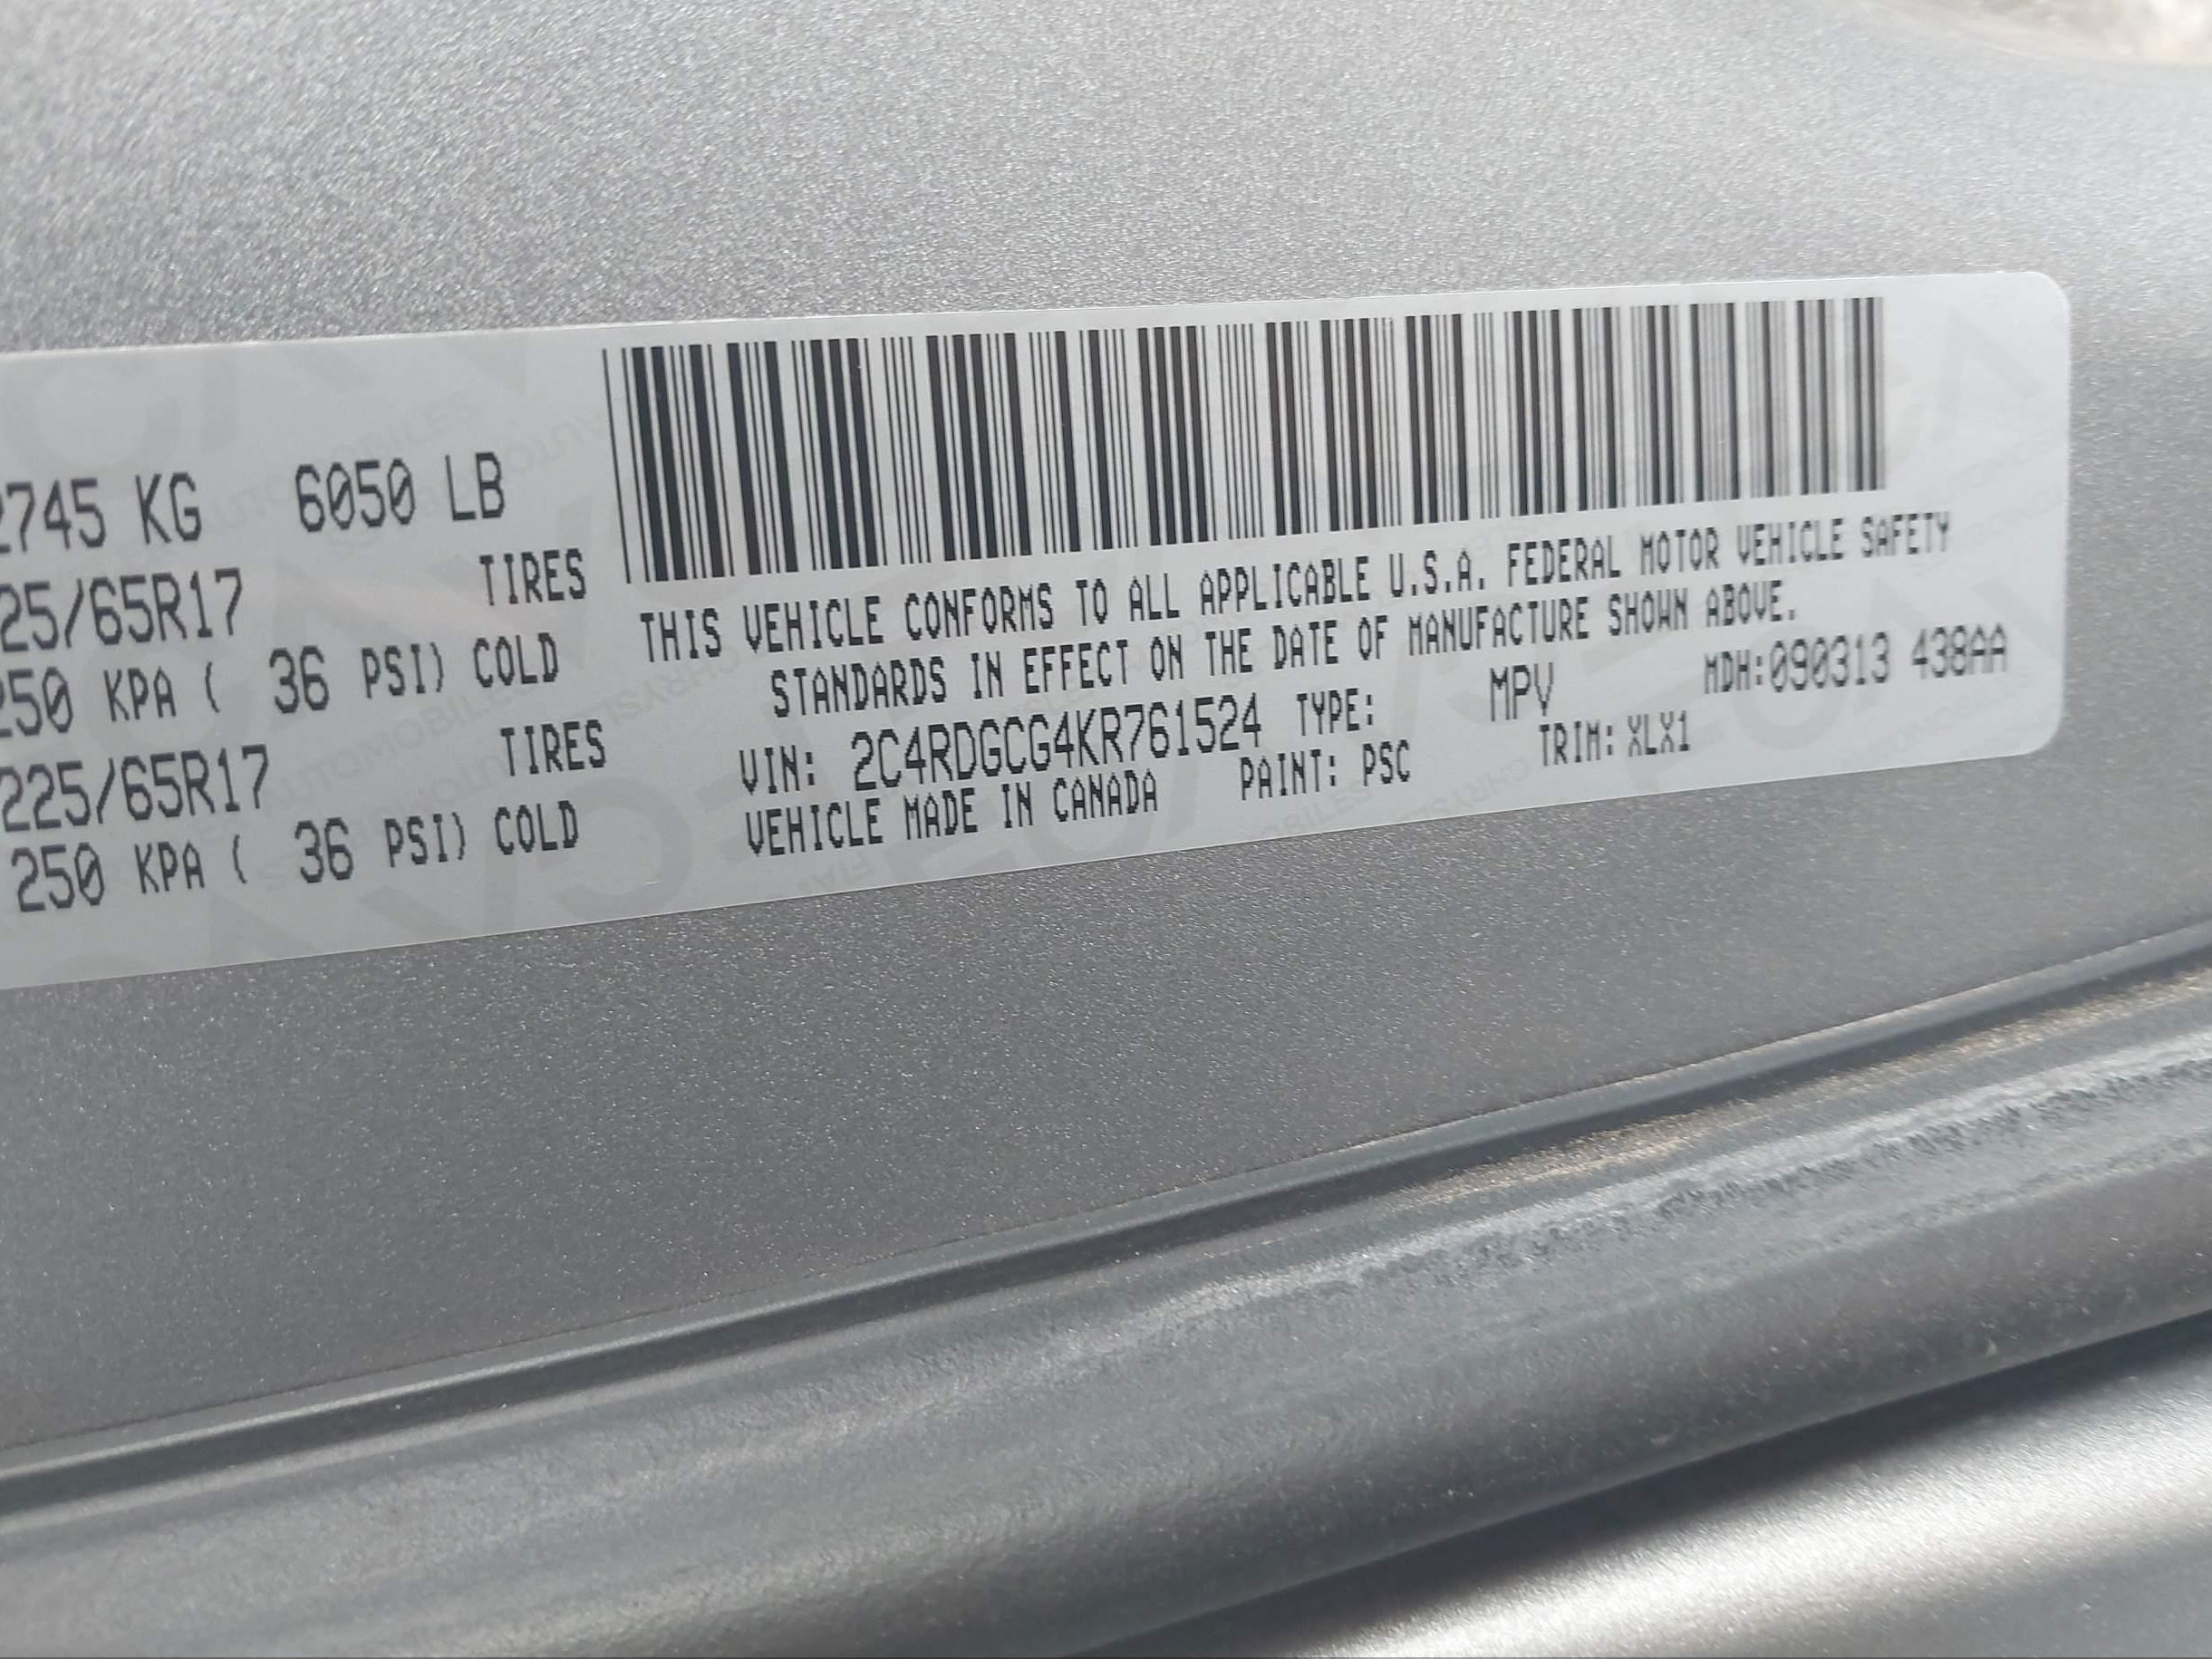 2745 KG 6050 LB
25/65R17 TIRES
250 KPA ( 36 PSI) COLD
225/65R17 TIRES
250 KPA ( 36 PSI) COLD
THIS VEHICLE CONFORMS TO ALL APPLICABLE U.S.A. FEDERAL MOTOR VEHICLE SAFETY
STANDARDS IN EFFECT ON THE DATE OF MANUFACTURE SHOWN ABOVE.
VIN: 2C4RDGCG4KR761524 TYPE: MPV MDH:090313 438AA
VEHICLE MADE IN CANADA PAINT: PSC TRIM: XLX1